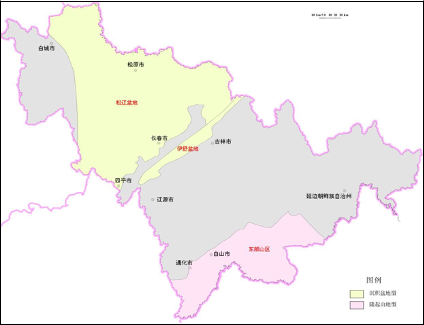 白城市
松原市
松辽盆地
长春市
伊舒盆地
吉林市
四平市
辽源市
延边朝鲜族自治州
东部山区
白山市
通化市
图例
沉积盆地型
隆起山地型